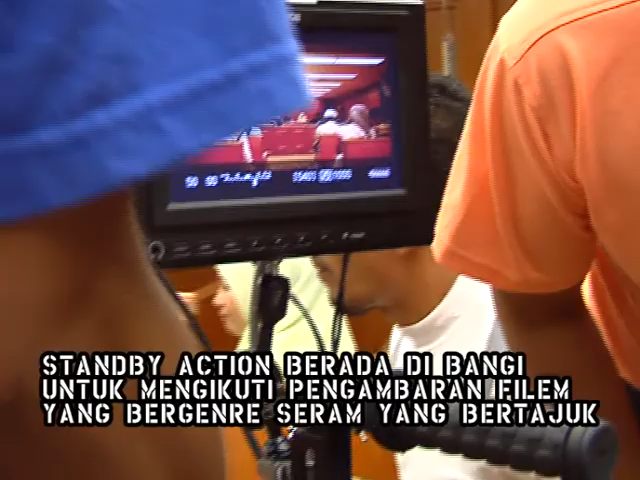 STANDBY ACTION BERADA DI BANGI
UNTUK MENGIKUTI PENGAMBARAN FILEM
YANG BERGENRE SERAM YANG BERTAJUK